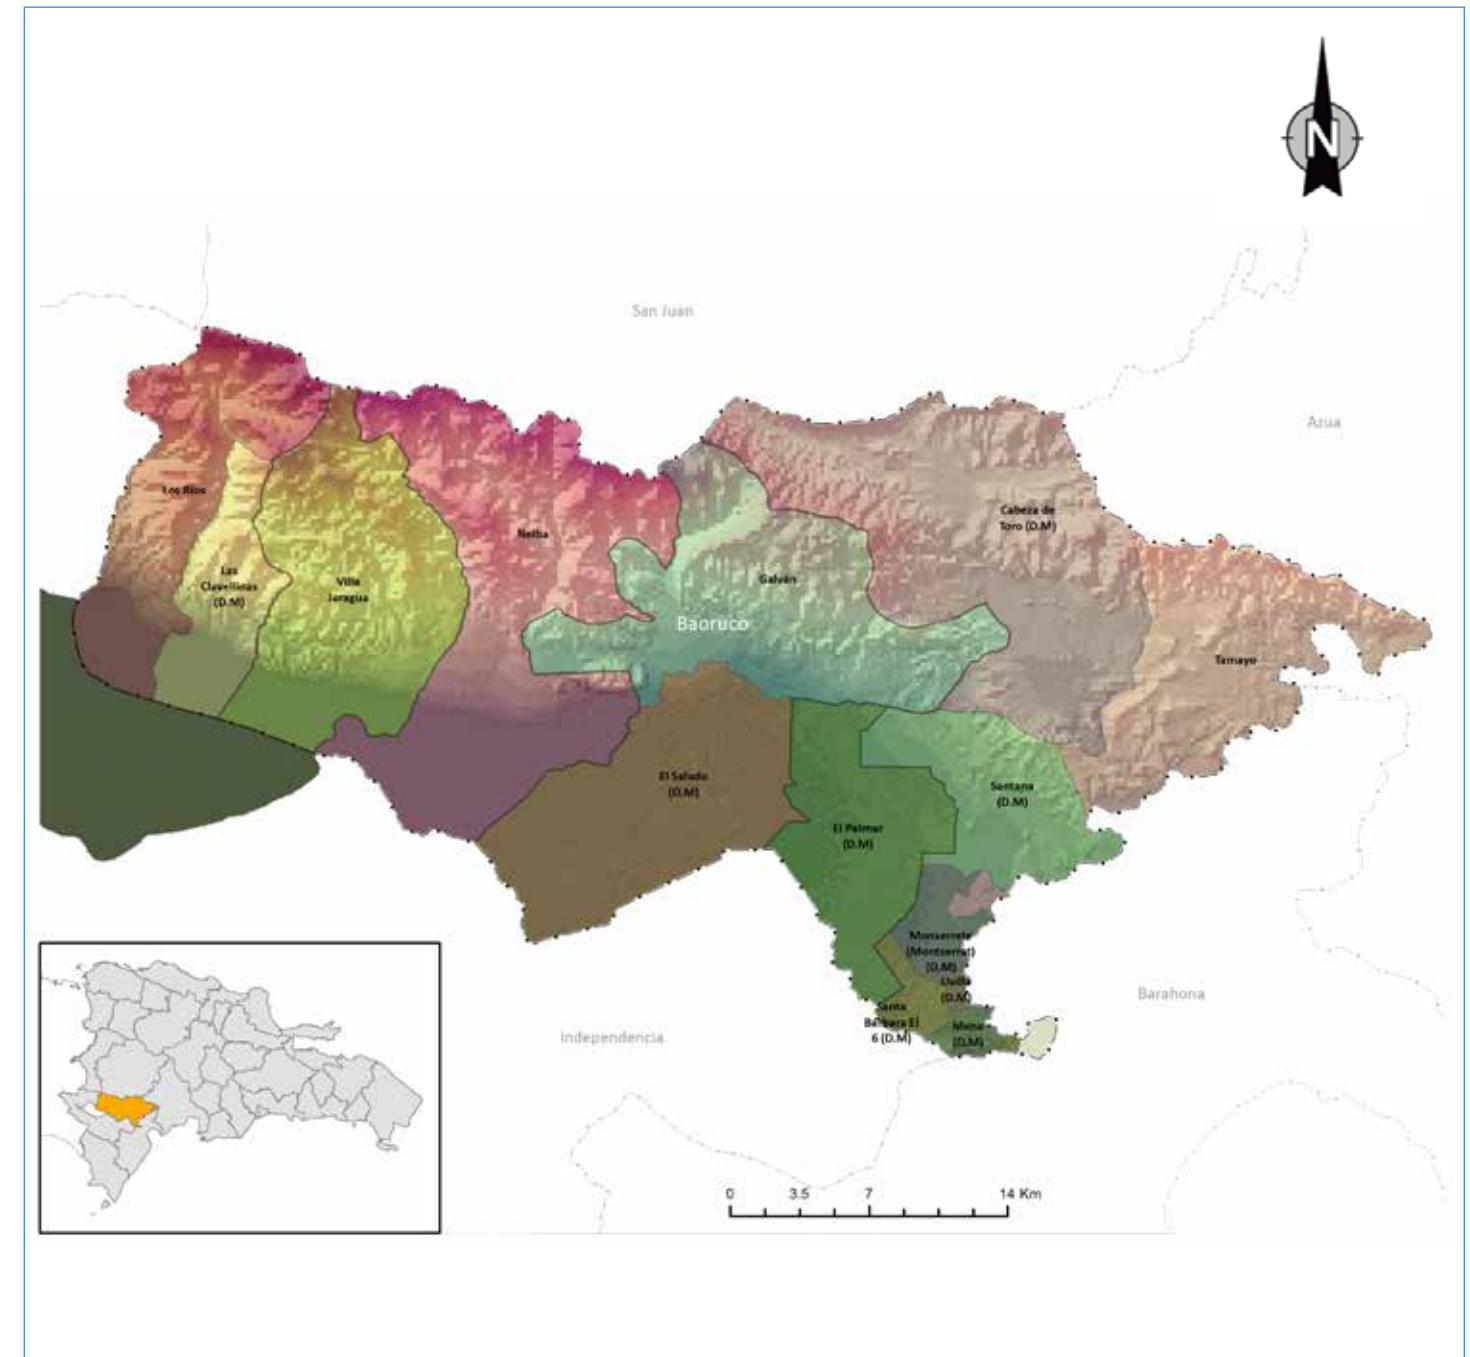 N
San Juan
Azua
Los Ríos
Cabeza de
Toro (D.M)
Neiba
Las
Clavellinas
(D.M)
Villa
Jaragua
Galván
Baoruco
Tamayo
El Salado
(D.M)
Santana
(D.M)
El Palmar
(D.M)
Monserrate
(Montserrat)
(D.M)
Uvilla
(D.M)
Santa
Bárbara El
6 (D.M)
Mena
(D.M)
Barahona
Independencia
0 3.5 7 14 Km